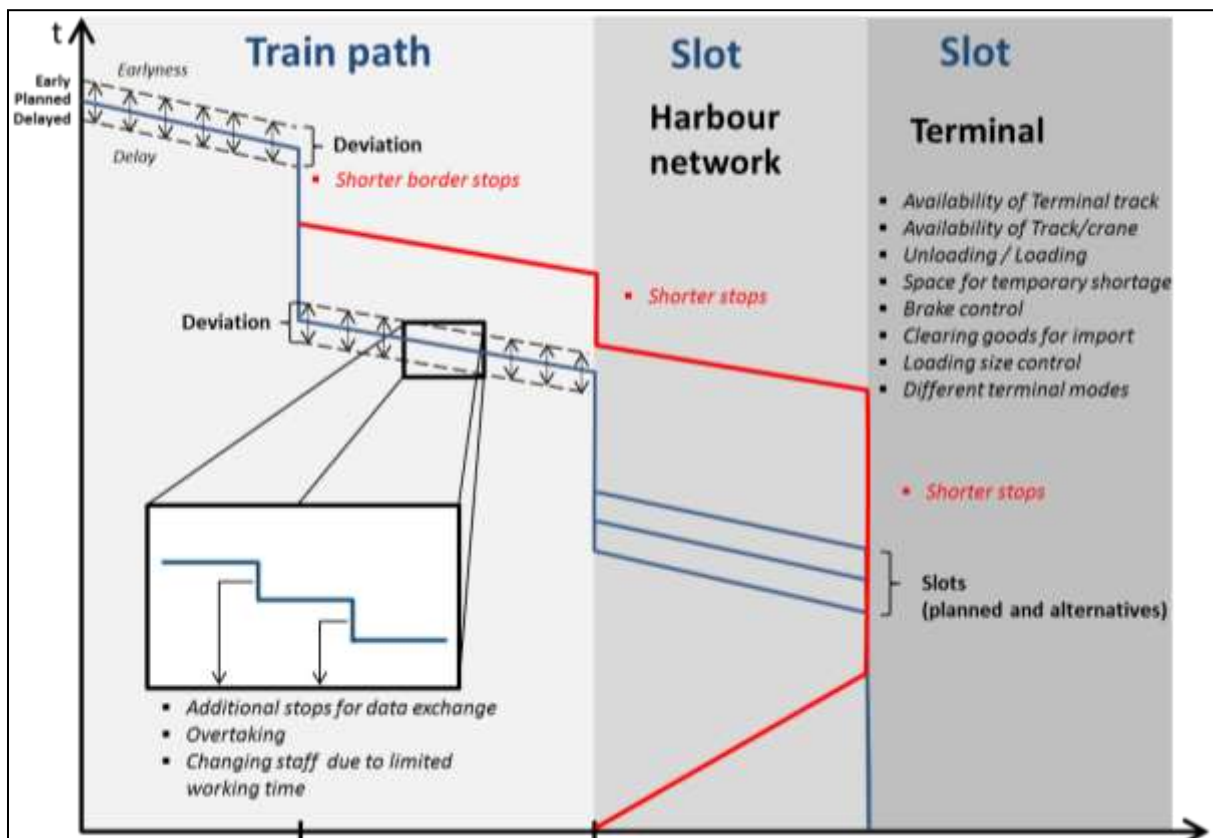 t
Train path
Slot
Slot
Early
Planned
Delayed
Earlyness
Delay
Deviation
▪ Shorter border stops
Harbour
network
Terminal
▪ Availability of Terminal track
▪ Availability of Track/crane
▪ Unloading / Loading
▪ Space for temporary shortage
▪ Brake control
▪ Clearing goods for import
▪ Loading size control
▪ Different terminal modes
▪ Shorter stops
Deviation
▪ Shorter stops
Slots
(planned and alternatives)
▪ Additional stops for data exchange
▪ Overtaking
▪ Changing staff due to limited
working time